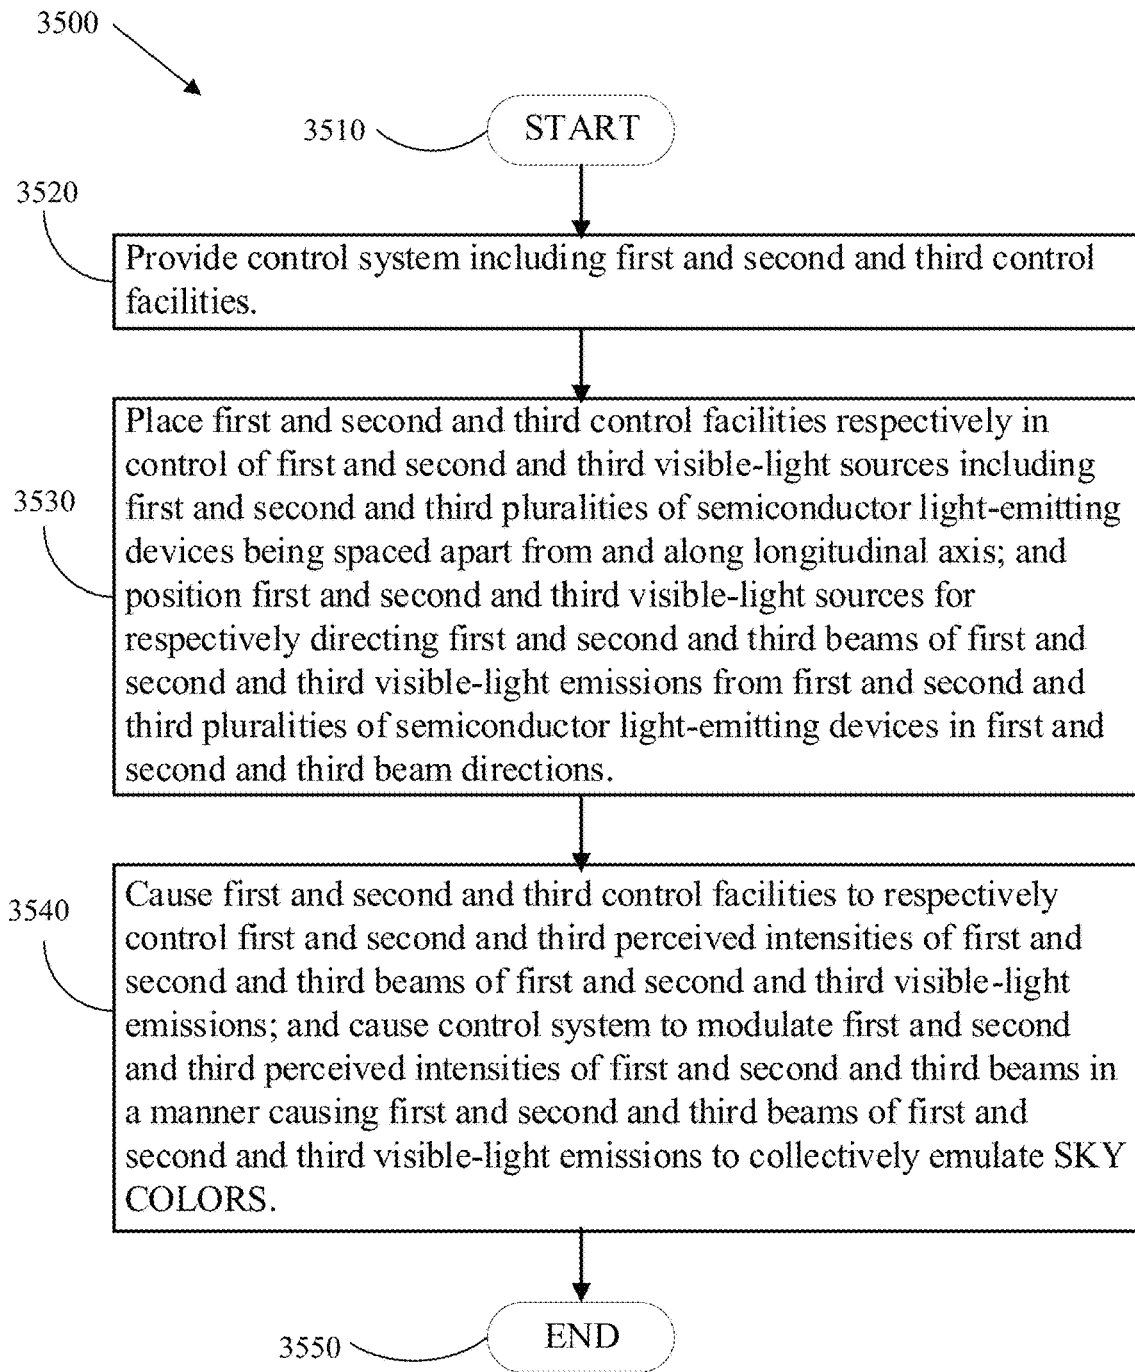 3500
3510
START
3520
Provide control system including first and second and third control
facilities.
3530
Place first and second and third control facilities respectively in
control of first and second and third visible-light sources including
first and second and third pluralities of semiconductor light-emitting
devices being spaced apart from and along longitudinal axis; and
position first and second and third visible-light sources for
respectively directing first and second and third beams of first and
second and third visible-light emissions from first and second and
third pluralities of semiconductor light-emitting devices in first and
second and third beam directions.
3540
Cause first and second and third control facilities to respectively
control first and second and third perceived intensities of first and
second and third beams of first and second and third visible-light
emissions; and cause control system to modulate first and second
and third perceived intensities of first and second and third beams in
a manner causing first and second and third beams of first and
second and third visible-light emissions to collectively emulate SKY
COLORS.
3550
END